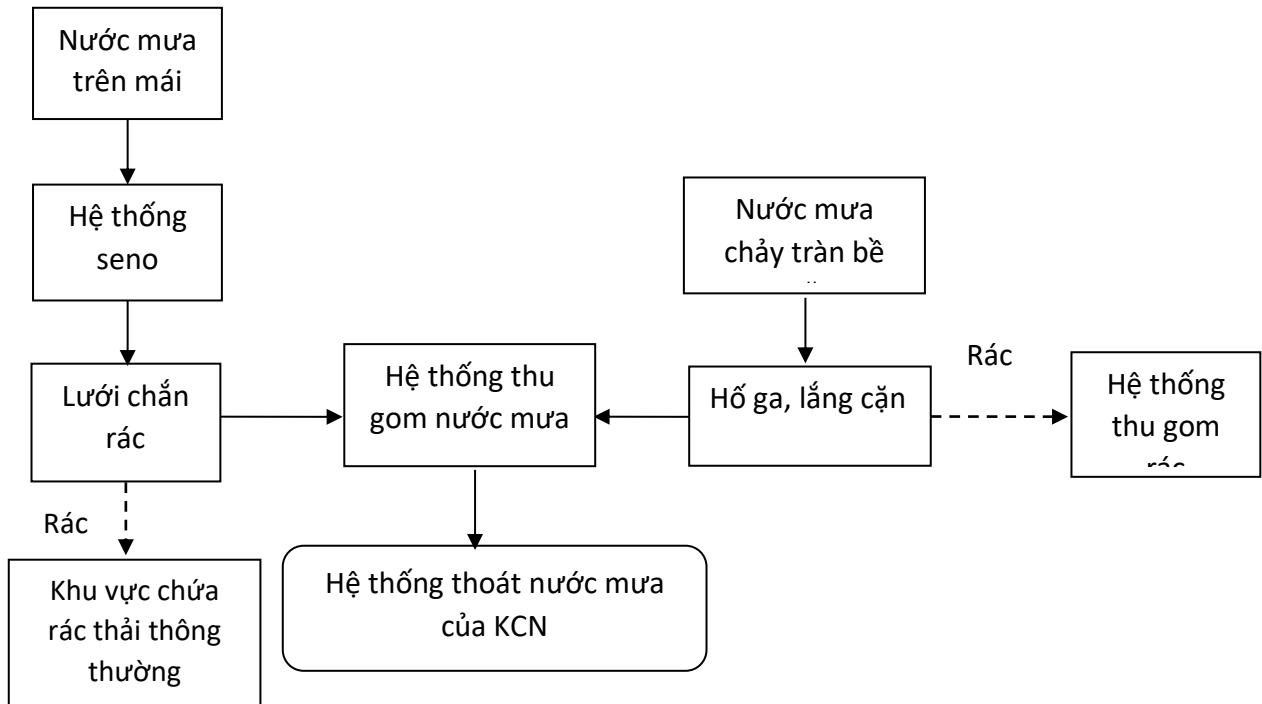 Nước mưa
trên mái
Hệ thống
seno
Nước mưa
chảy tràn bề
Lưới chắn
rác
Hệ thống thu
gom nước mưa
Hố ga, lắng cặn
Rác
Hệ thống
thu gom
rác
Rác
Khu vực chứa
rác thải thông
thường
Hệ thống thoát nước mưa
của KCN